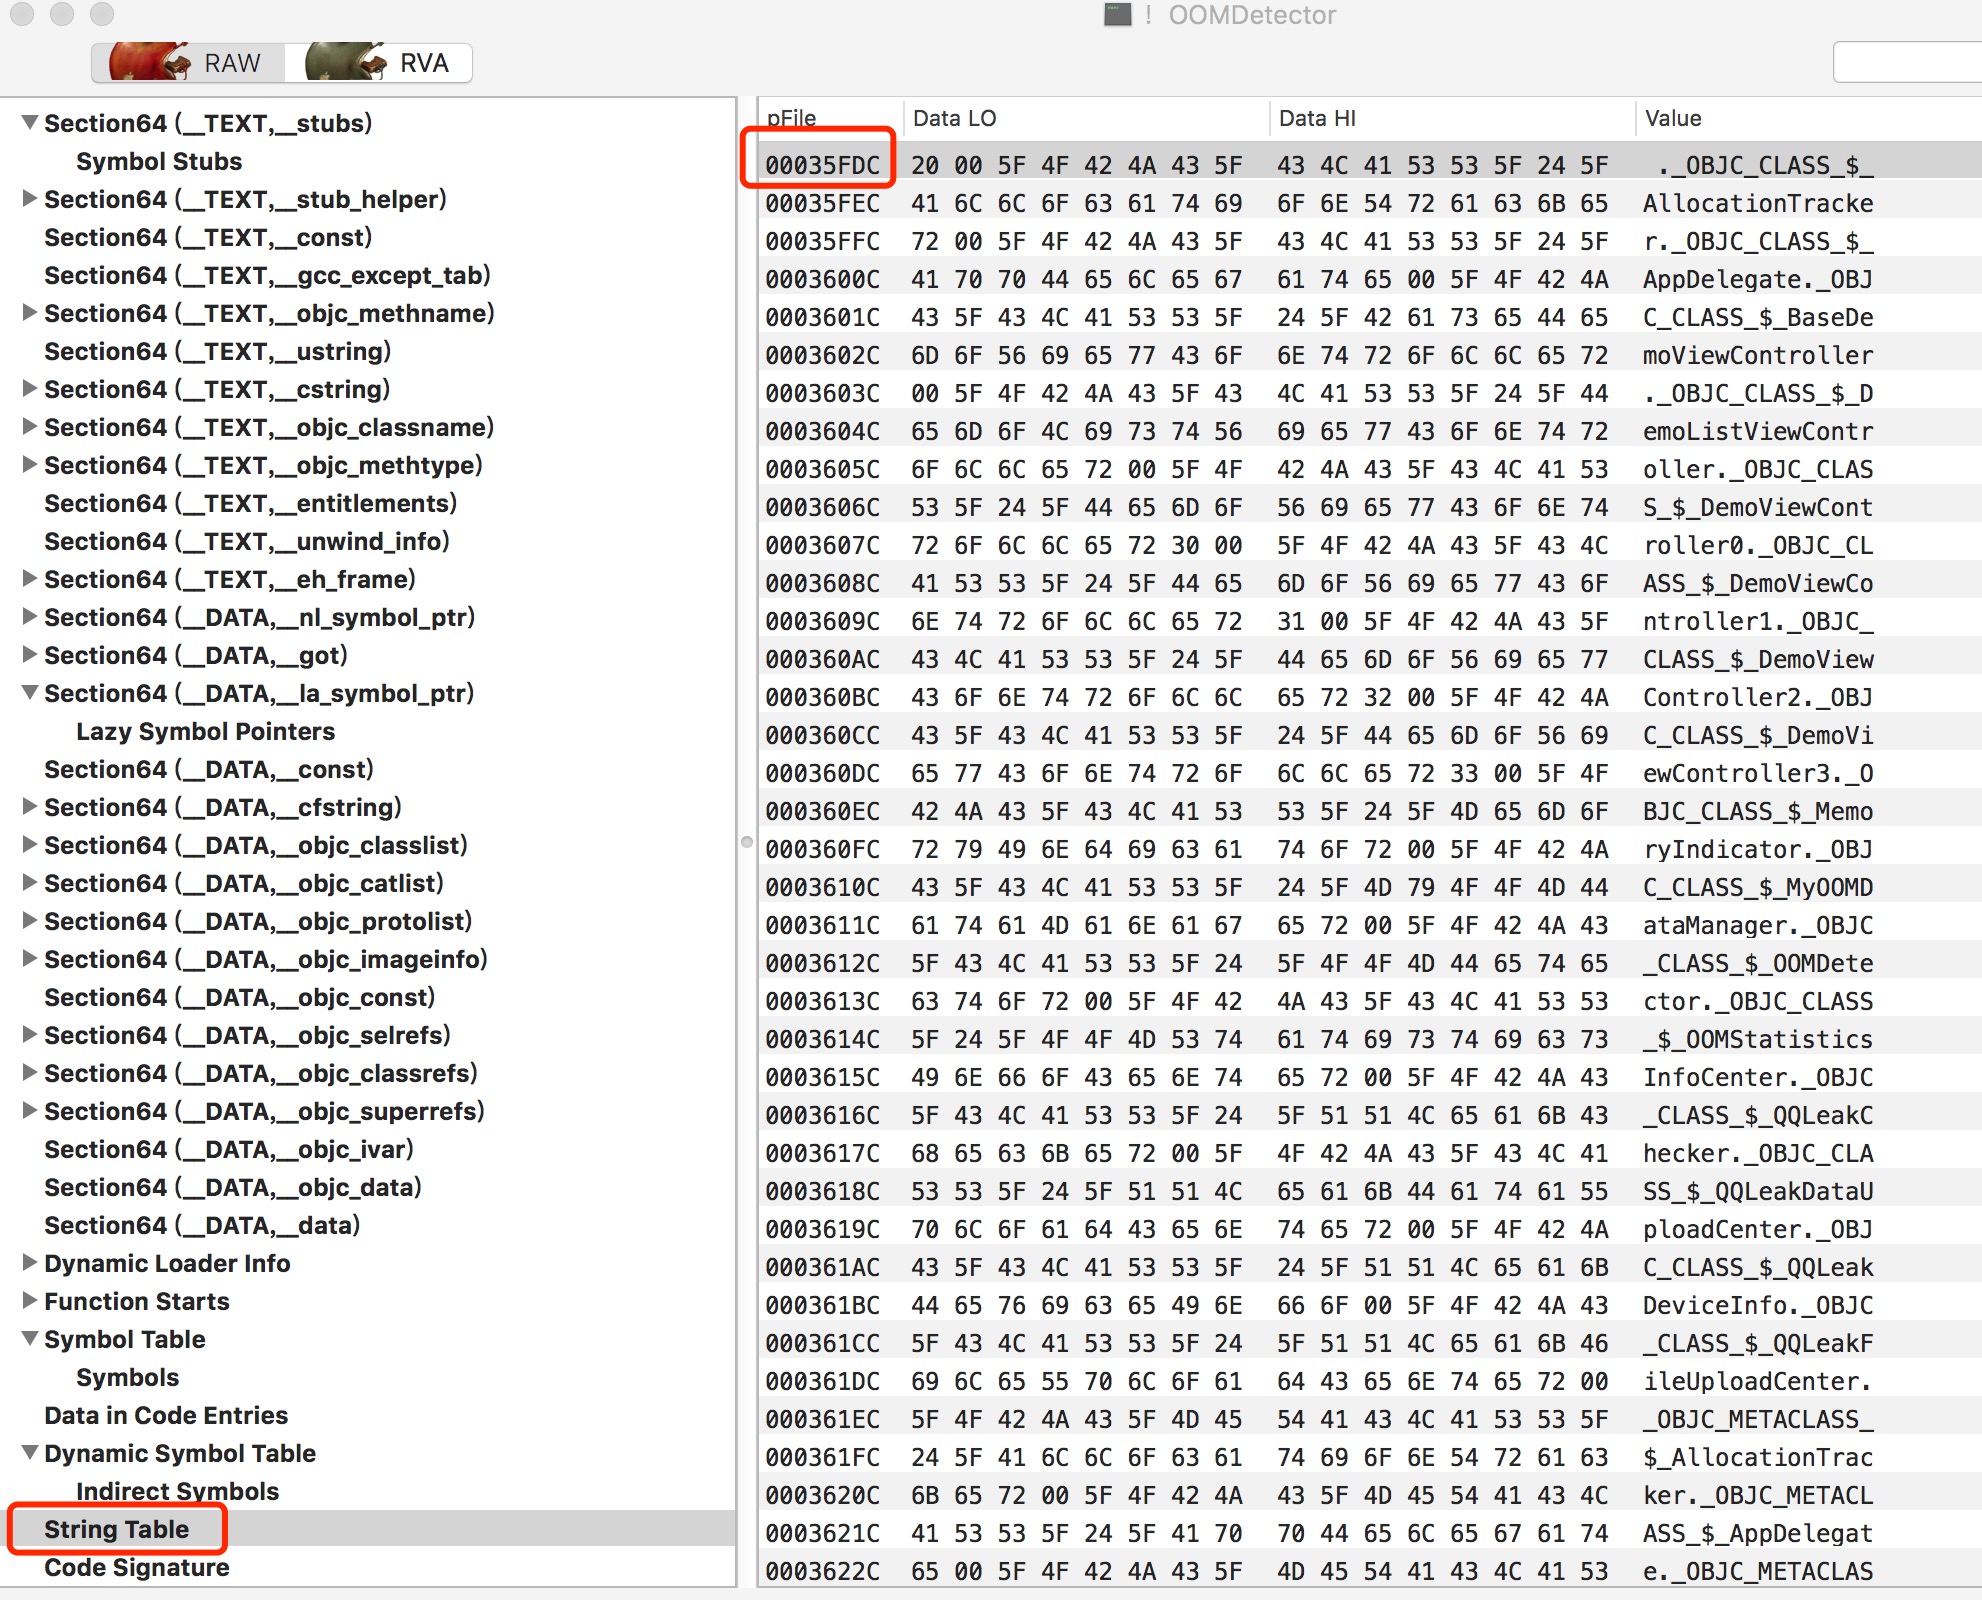 ! OOMDetector
RAW RVA
Section64 (__TEXT,__stubs)
Symbol Stubs
Section64 (__TEXT,__stub_helper)
Section64 (__TEXT,__const)
Section64 (__TEXT,__gcc_except_tab)
Section64 (__TEXT,__objc_methname)
Section64 (__TEXT,__ustring)
Section64 (__TEXT,__cstring)
Section64 (__TEXT,__objc_classname)
Section64 (__TEXT,__objc_methtype)
Section64 (__TEXT,__entitlements)
Section64 (__TEXT,__unwind_info)
Section64 (__TEXT,__eh_frame)
Section64 (__DATA,__nl_symbol_ptr)
Section64 (__DATA,__got)
Section64 (__DATA,__la_symbol_ptr)
Lazy Symbol Pointers
Section64 (__DATA,__const)
Section64 (__DATA,__cfstring)
Section64 (__DATA,__objc_classlist)
Section64 (__DATA,__objc_catlist)
Section64 (__DATA,__objc_protolist)
Section64 (__DATA,__objc_imageinfo)
Section64 (__DATA,__objc_const)
Section64 (__DATA,__objc_selrefs)
Section64 (__DATA,__objc_classrefs)
Section64 (__DATA,__objc_superrefs)
Section64 (__DATA,__objc_ivar)
Section64 (__DATA,__objc_data)
Section64 (__DATA,__data)
Dynamic Loader Info
Function Starts
Symbol Table
Symbols
Data in Code Entries
Dynamic Symbol Table
Indirect Symbols
String Table
Code Signature
pFile Data LO Data HI Value
00035FDC 20 00 5F 4F 42 4A 43 5F 43 4C 41 53 53 5F 24 5F ._OBJC_CLASS_$_
00035FEC 41 6C 6C 6F 63 61 74 69 6F 6E 54 72 61 63 6B 65 AllocationTracke
00035FFC 72 00 5F 4F 42 4A 43 5F 43 4C 41 53 53 5F 24 5F r._OBJC_CLASS_$_
0003600C 41 70 70 44 65 6C 65 67 61 74 65 00 5F 4F 42 4A AppDelegate._OBJ
0003601C 43 5F 43 4C 41 53 53 5F 24 5F 42 61 73 65 44 65 C_CLASS_$_BaseDe
0003602C 6D 6F 56 69 65 77 43 6F 6E 74 72 6F 6C 6C 65 72 moViewController
0003603C 00 5F 4F 42 4A 43 5F 43 4C 41 53 53 5F 24 5F 44 ._OBJC_CLASS_$_D
0003604C 65 6D 6F 4C 69 73 74 56 69 65 77 43 6F 6E 74 72 emoListViewContr
0003605C 6F 6C 6C 65 72 00 5F 4F 42 4A 43 5F 43 4C 41 53 oller._OBJC_CLAS
0003606C 53 5F 24 5F 44 65 6D 6F 56 69 65 77 43 6F 6E 74 S_$_DemoViewCont
0003607C 72 6F 6C 6C 65 72 30 00 5F 4F 42 4A 43 5F 43 4C roller0._OBJC_CL
0003608C 41 53 53 5F 24 5F 44 65 6D 6F 56 69 65 77 43 6F ASS_$_DemoViewCo
0003609C 6E 74 72 6F 6C 6C 65 72 31 00 5F 4F 42 4A 43 5F ntroller1._OBJC_
000360AC 43 4C 41 53 53 5F 24 5F 44 65 6D 6F 56 69 65 77 CLASS_$_DemoView
000360BC 43 6F 6E 74 72 6F 6C 6C 65 72 32 00 5F 4F 42 4A Controller2._OBJ
000360CC 43 5F 43 4C 41 53 53 5F 24 5F 44 65 6D 6F 56 69 C_CLASS_$_DemoVi
000360DC 65 77 43 6F 6E 74 72 6F 6C 6C 65 72 33 00 5F 4F ewController3._O
000360EC 42 4A 43 5F 43 4C 41 53 53 5F 24 5F 4D 65 6D 6F BJC_CLASS_$_Memo
000360FC 72 79 49 6E 64 69 63 61 74 6F 72 00 5F 4F 42 4A ryIndicator._OBJ
0003610C 43 5F 43 4C 41 53 53 5F 24 5F 4D 79 4F 4F 4D 44 C_CLASS_$_MyOOMD
0003611C 61 74 61 4D 61 6E 61 67 65 72 00 5F 4F 42 4A 43 ataManager._OBJC
0003612C 5F 43 4C 41 53 53 5F 24 5F 4F 4F 4D 44 65 74 65 _CLASS_$_OOMDete
0003613C 63 74 6F 72 00 5F 4F 42 4A 43 5F 43 4C 41 53 53 ctor._OBJC_CLASS
0003614C 5F 24 5F 4F 4F 4D 53 74 61 74 69 73 74 69 63 73 _$_OOMStatistics
0003615C 49 6E 66 6F 43 65 6E 74 65 72 00 5F 4F 42 4A 43 InfoCenter._OBJC
0003616C 5F 43 4C 41 53 53 5F 24 5F 51 51 4C 65 61 6B 43 _CLASS_$_QQLeakC
0003617C 68 65 63 6B 65 72 00 5F 4F 42 4A 43 5F 43 4C 41 hecker._OBJC_CLA
0003618C 53 53 5F 24 5F 51 51 4C 65 61 6B 44 61 74 61 55 SS_$_QQLeakDataU
0003619C 70 6C 6F 61 64 43 65 6E 74 65 72 00 5F 4F 42 4A ploadCenter._OBJ
000361AC 43 5F 43 4C 41 53 53 5F 24 5F 51 51 4C 65 61 6B C_CLASS_$_QQLeak
000361BC 44 65 76 69 63 65 49 6E 66 6F 00 5F 4F 42 4A 43 DeviceInfo._OBJC
000361CC 5F 43 4C 41 53 53 5F 24 5F 51 51 4C 65 61 6B 46 _CLASS_$_QQLeakF
000361DC 69 6C 65 55 70 6C 6F 61 64 43 65 6E 74 65 72 00 ileUploadCenter.
000361EC 5F 4F 42 4A 43 5F 4D 45 54 41 43 4C 41 53 53 5F _OBJC_METACLASS_
000361FC 24 5F 41 6C 6C 6F 63 61 74 69 6F 6E 54 72 61 63 $_AllocationTrac
0003620C 6B 65 72 00 5F 4F 42 4A 43 5F 4D 45 54 41 43 4C ker._OBJC_METACL
0003621C 41 53 53 5F 24 5F 41 70 70 44 65 6C 65 67 61 74 ASS_$_AppDelegat
0003622C 65 00 5F 4F 42 4A 43 5F 4D 45 54 41 43 4C 41 53 e._OBJC_METACLAS